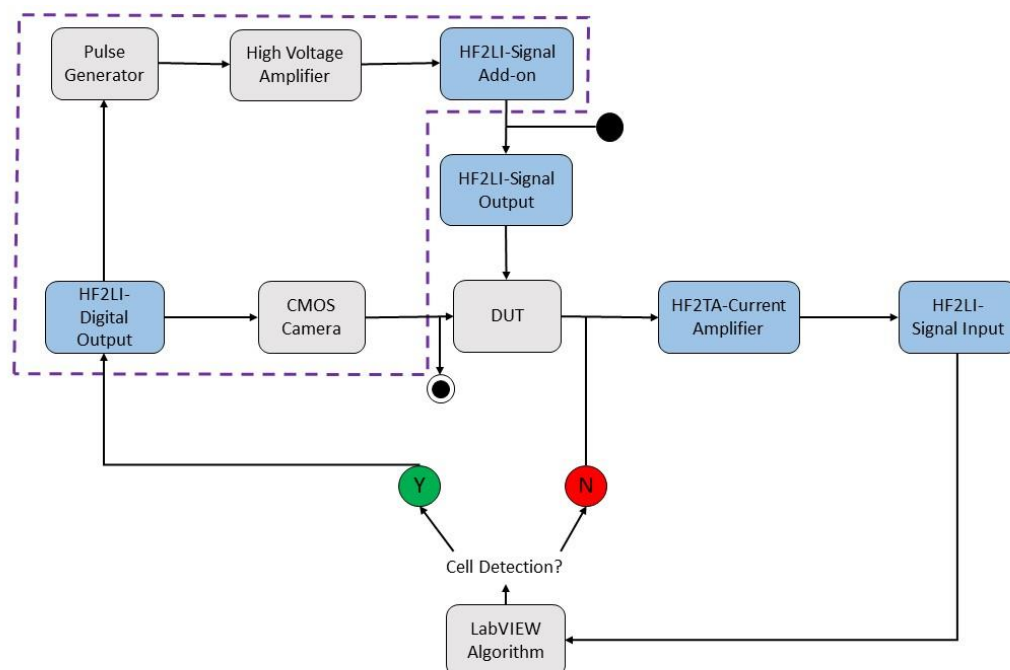 Pulse
Generator
High Voltage
Amplifier
HF2LI-Signal
Add-on
HF2LI-Signal
Output
HF2LI-
Digital
Output
CMOS
Camera
DUT
HF2TA-Current
Amplifier
HF2LI-
Signal Input
Y
N
Cell Detection?
LabVIEW
Algorithm